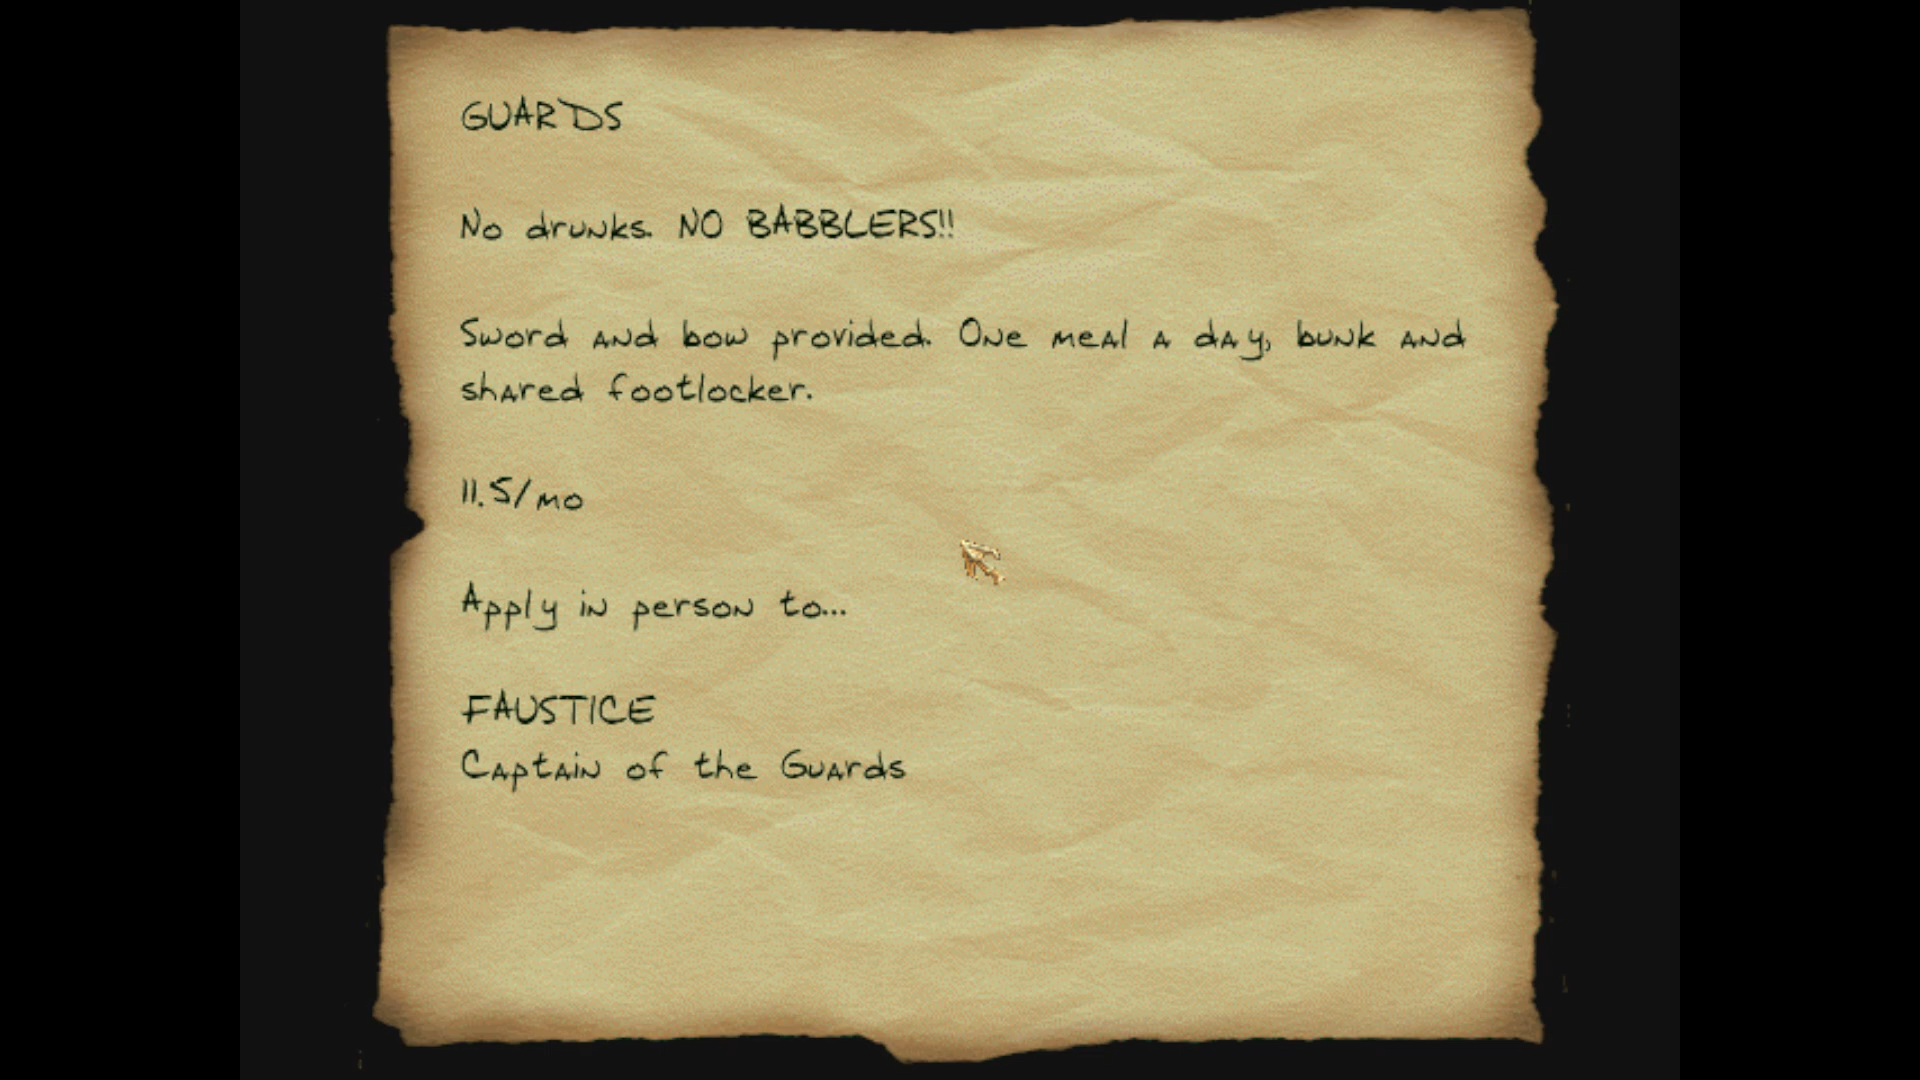 GUARDS
No drunks. NO BABBLERS!!
Sword and bow provided. One meal a day, bunk and
shared footlocker.
11.5/mo
Apply in person to...
FAUSTICE
Captain of the Guards